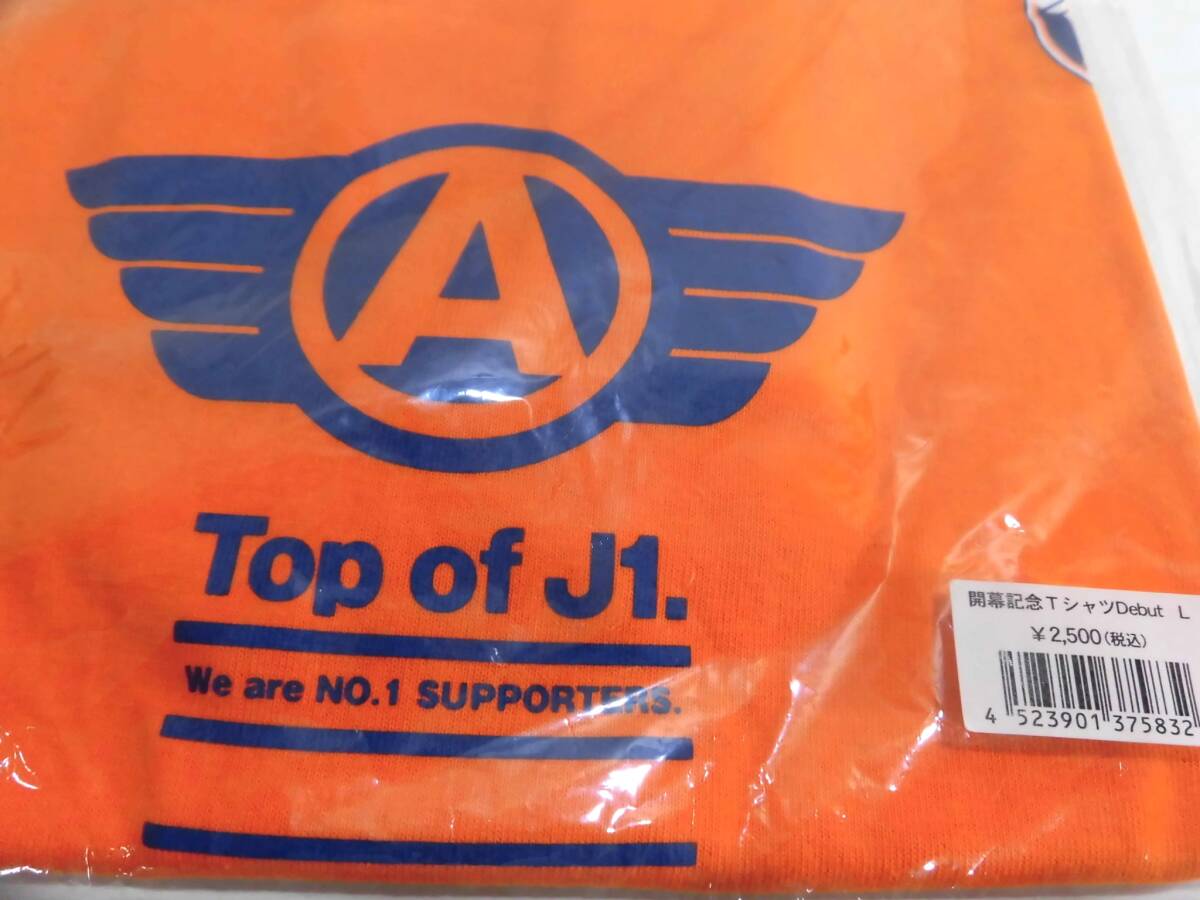 A
Top of J1.
We are NO.1 SUPPORTERS.
開幕記念TシャツDebut L
¥2,500(税込)
4 523901 375832